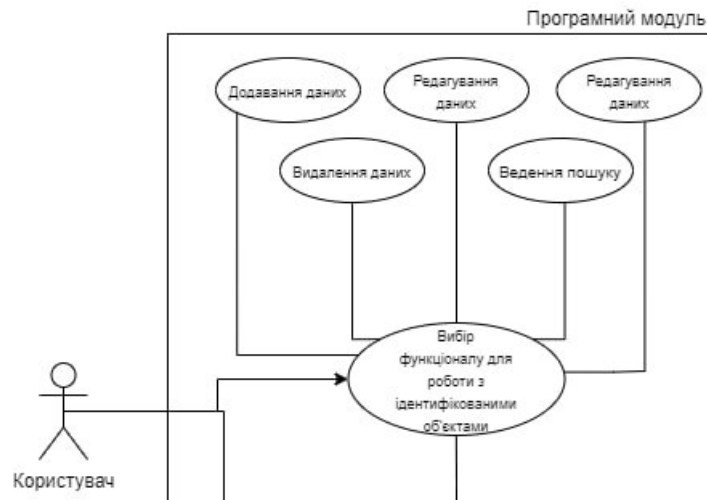 Програмний модуль
Додавання даних
Редагування
даних
Редагування
даних
Видалення даних
Ведення пошуку
Вибір
функціоналу для
роботи з
ідентифікованими
об'єктами
Користувач